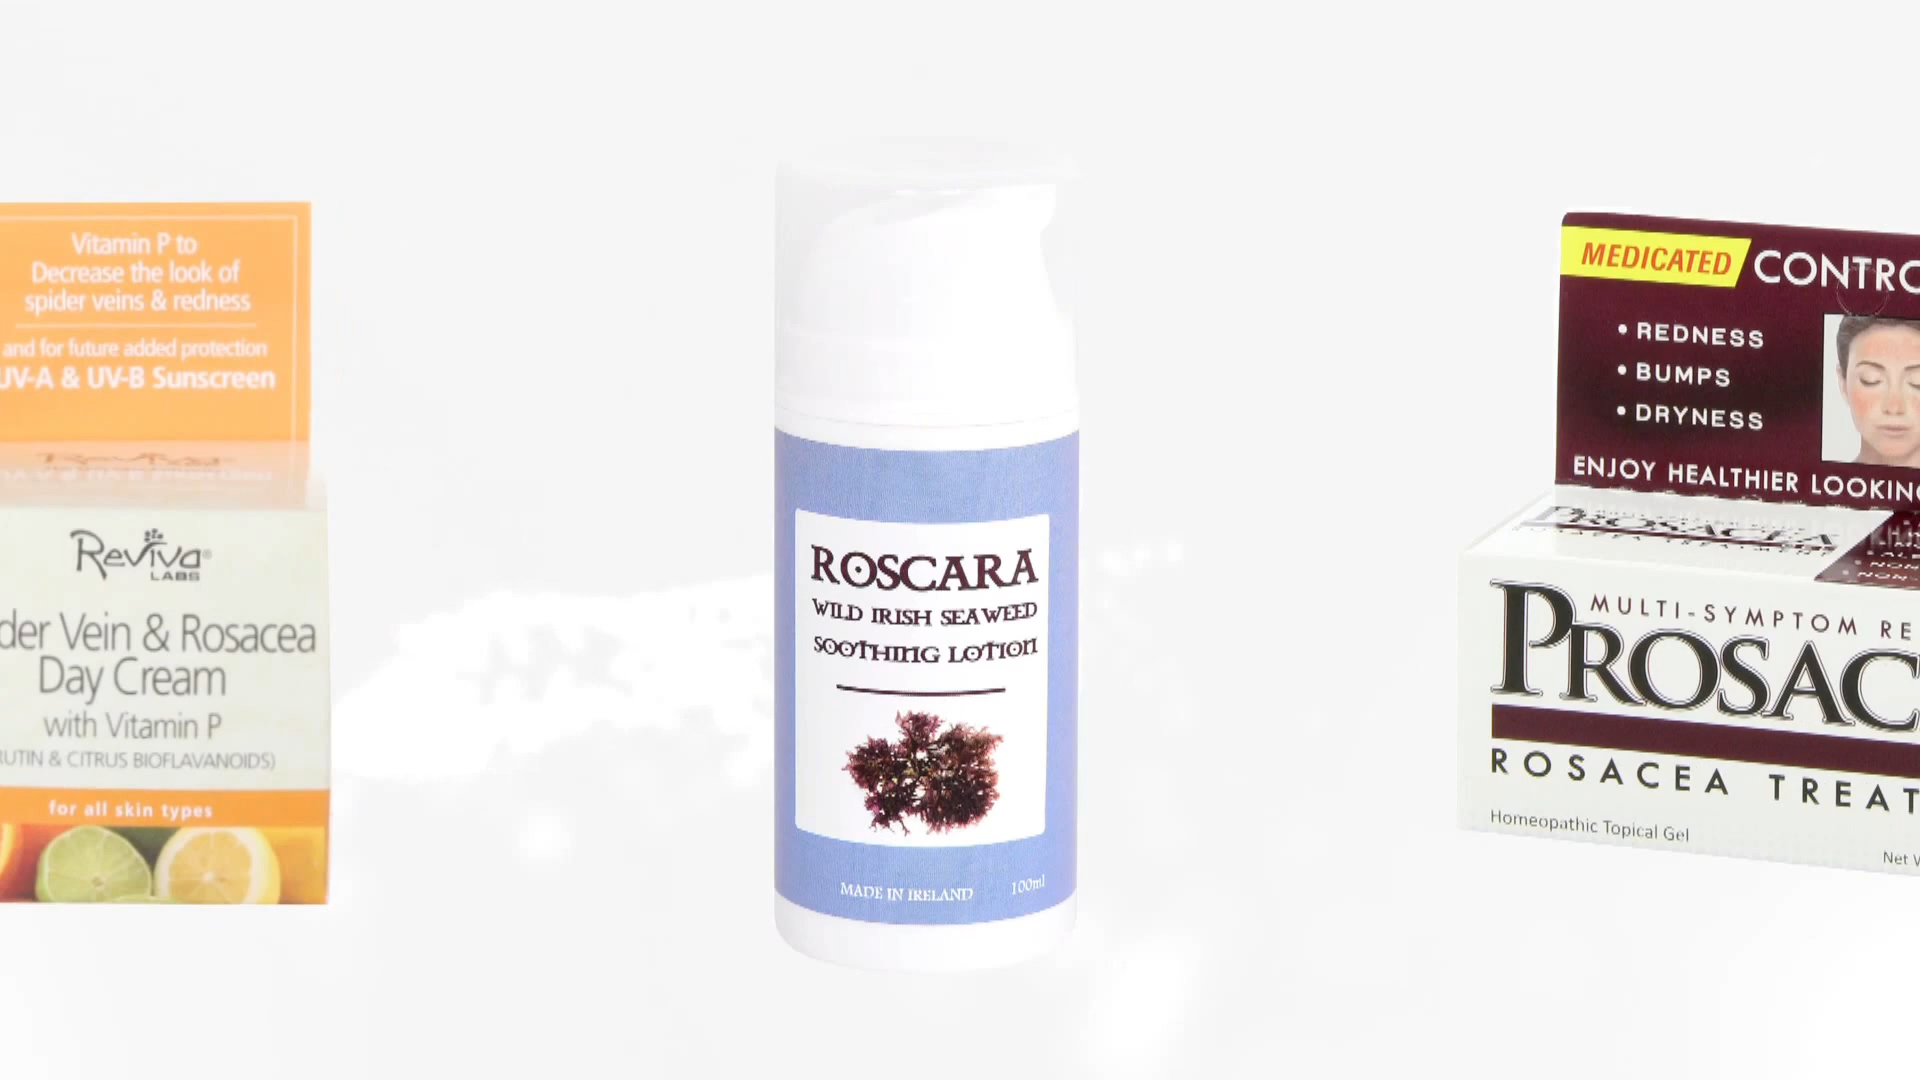 Vitamin P to
Decrease the look of
spider veins & redness
and for future added protection
UV-A & UV-B Sunscreen
Reviva®
LABS
der Vein & Rosacea
Day Cream
with Vitamin P
RUTIN & CITRUS BIOFLAVANOIDS)
for all skin types
ROSCARA
WILD IRISH SEAWEED
SOOTHING LOTION
MADE IN IRELAND 100ml
MEDICATED CONTRO
• REDNESS
• BUMPS
• DRYNESS
ENJOY HEALTHIER LOOKING
PROSACEA
MULTI-SYMPTOM RE
PROSAC
ROSACEA TREAT
Homeopathic Topical Gel
Net